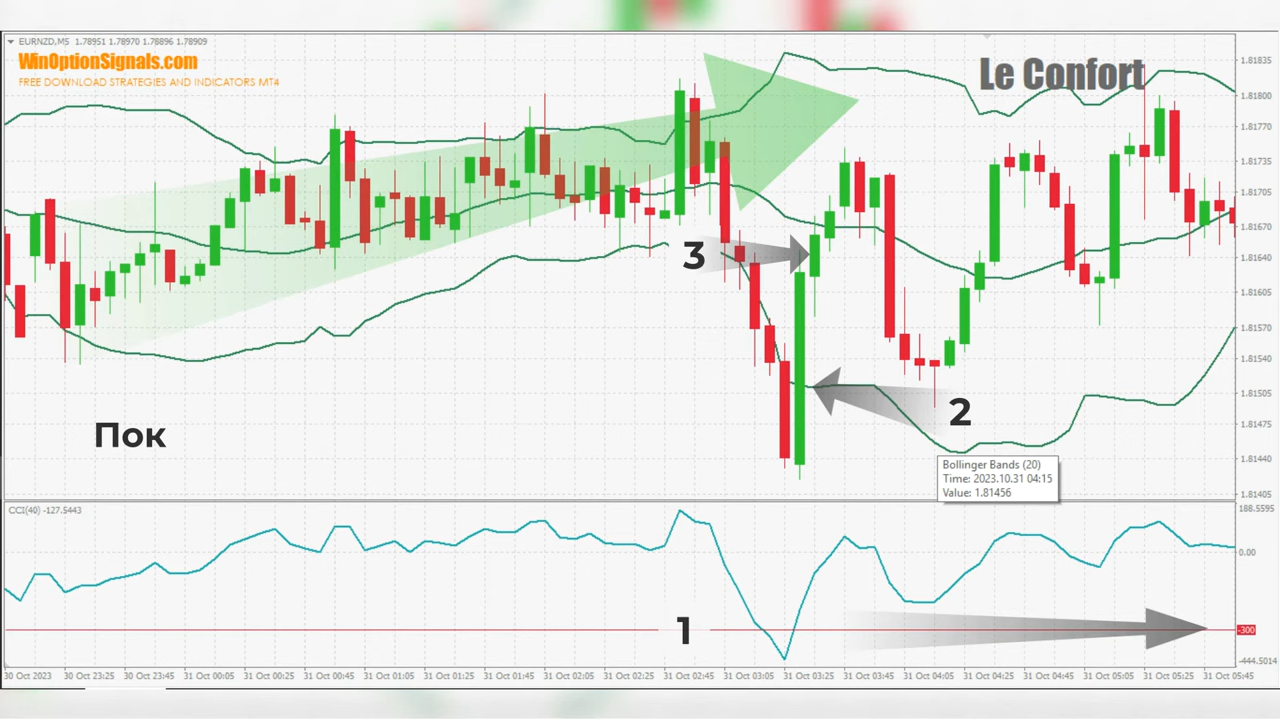 EURNZD,M5 1.78951 1.78970 1.78896 1.78909
WinOptionSignals.com
FREE DOWNLOAD STRATEGIES AND INDICATORS MT4
Le Confort
1.81835
1.81800
1.81770
1.81735
1.81705
1.81670
1.81640
1.81605
1.81570
1.81540
1.81505
1.81475
1.81440
1.81405
3
2
Пок
Bollinger Bands (20)
Time: 2023.10.31 04:15
Value: 1.81456
CCI(40) -127.5443
188.5595
0.00
1
-300
-444.5014
30 Oct 2023 30 Oct 23:25 30 Oct 23:45 31 Oct 00:05 31 Oct 00:25 31 Oct 00:45 31 Oct 01:05 31 Oct 01:25 31 Oct 01:45 31 Oct 02:05 31 Oct 02:25 31 Oct 02:45 31 Oct 03:05 31 Oct 03:25 31 Oct 03:45 31 Oct 04:05 31 Oct 04:25 31 Oct 04:45 31 Oct 05:05 31 Oct 05:25 31 Oct 05:45